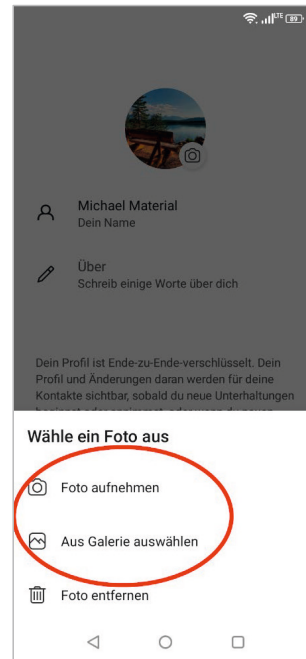 LTE 89
Michael Material
Dein Name
Über
Schreib einige Worte über dich
Dein Profil ist Ende-zu-Ende-verschlüsselt. Dein
Profil und Änderungen daran werden für deine
Kontakte sichtbar, sobald du neue Unterhaltungen
Wähle ein Foto aus
Foto aufnehmen
Aus Galerie auswählen
Foto entfernen